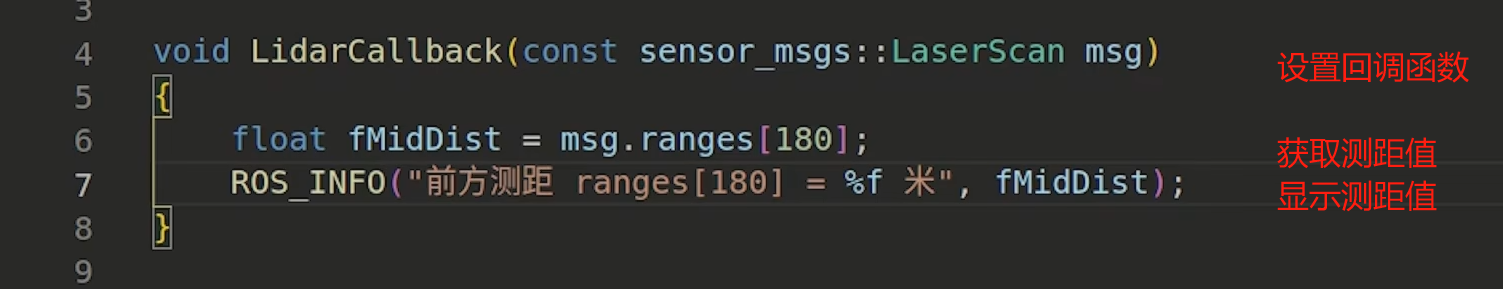 3
4 void LidarCallback(const sensor_msgs::LaserScan msg) 设置回调函数
5 {
6 float fMidDist = msg.ranges[180]; 获取测距值
7 ROS_INFO("前方测距 ranges[180] = %f 米", fMidDist); 显示测距值
8 }
9